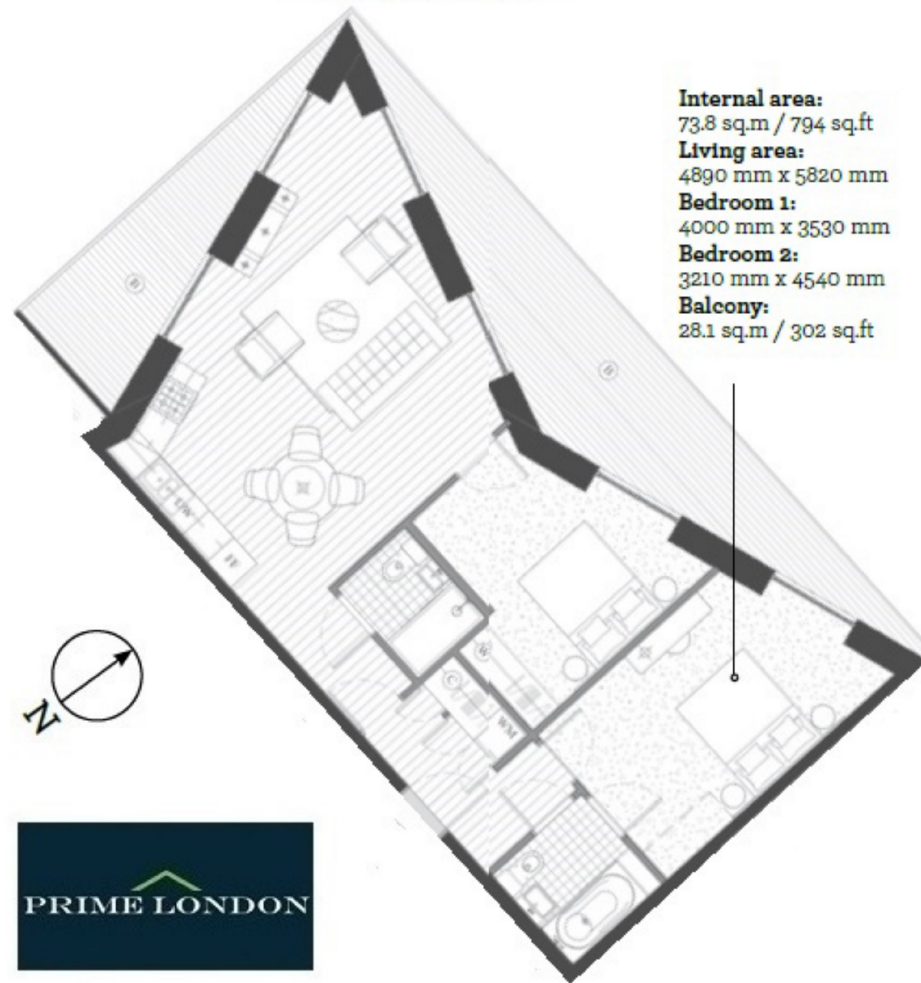 Internal area:
73.8 sq.m / 794 sq.ft
Living area:
4890 mm x 5820 mm
Bedroom 1:
4000 mm x 3530 mm
Bedroom 2:
3210 mm x 4540 mm
Balcony:
28.1 sq.m / 302 sq.ft
B
B
W
C
WM
N
PRIME LONDON